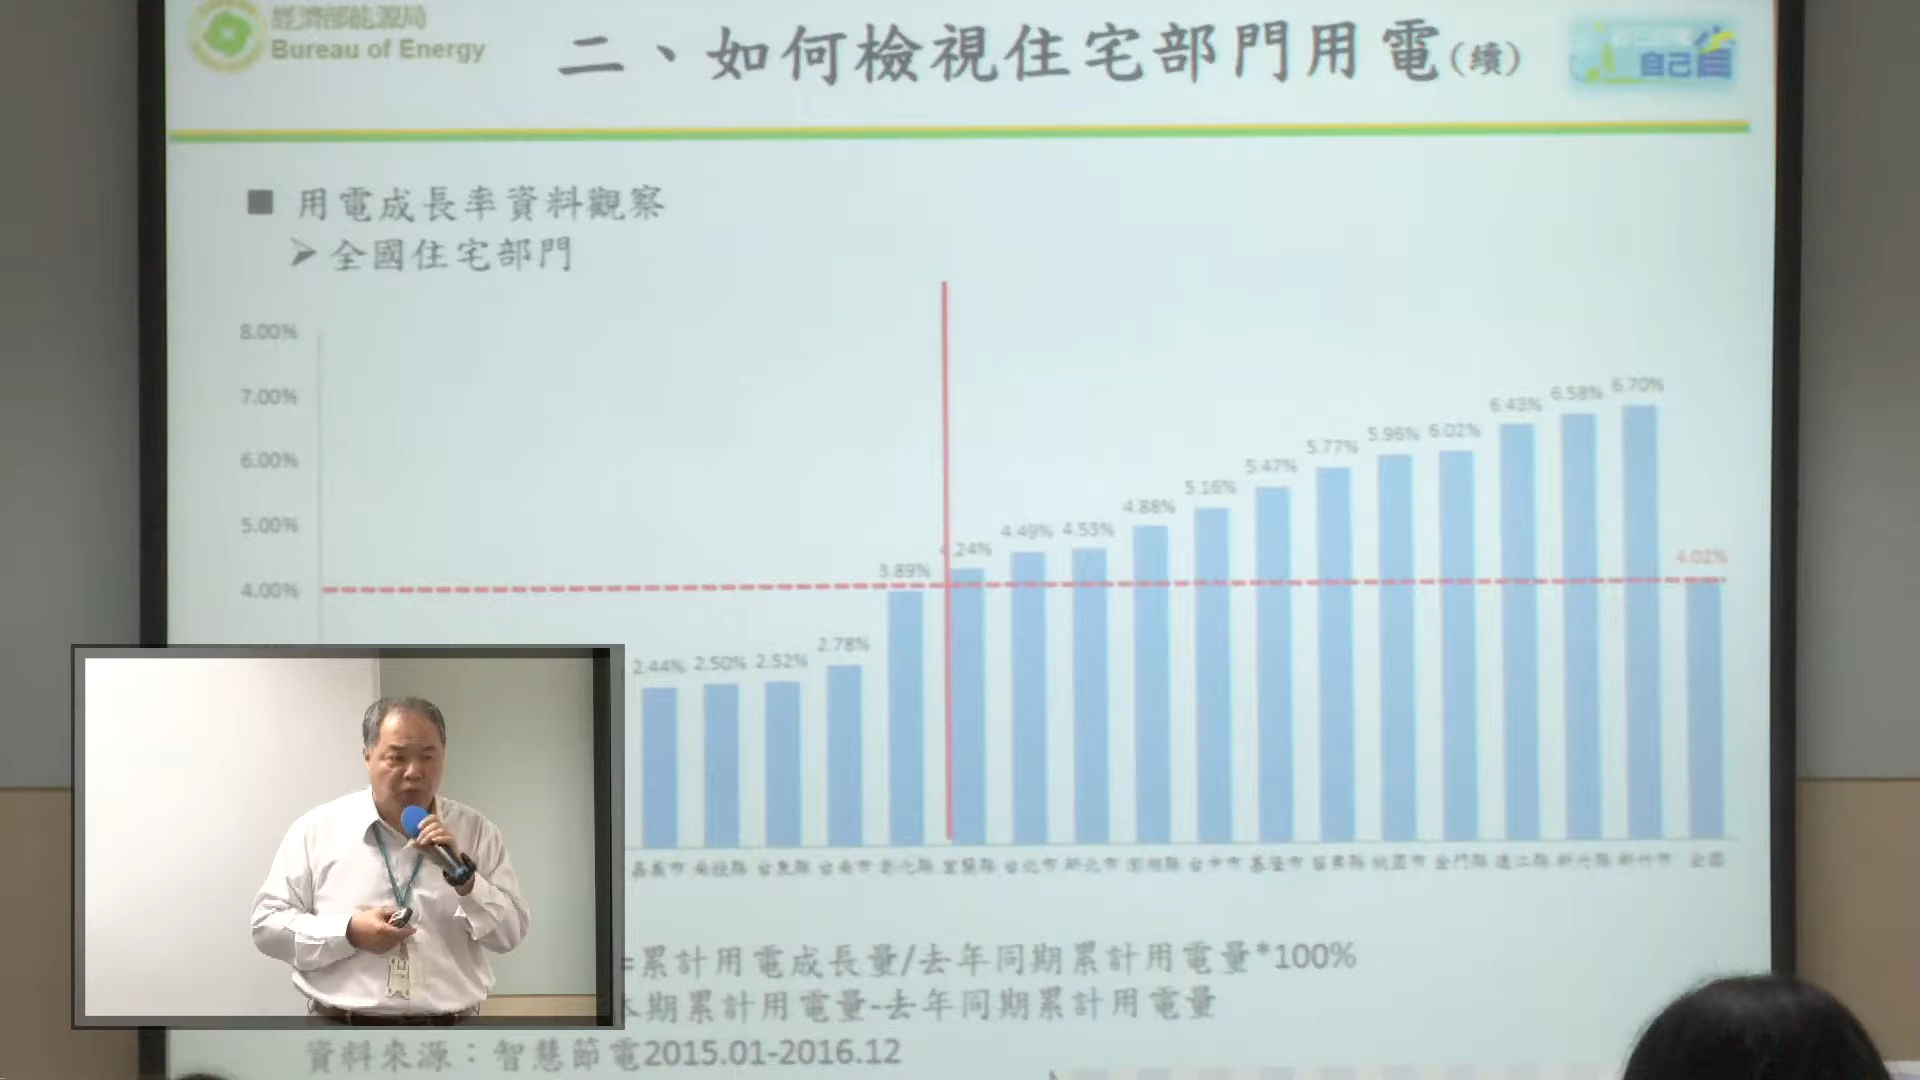 經濟部能源局
Bureau of Energy
二、如何檢視住宅部門用電(續)
自己
■ 用電成長率資料觀察
➢ 全國住宅部門
8.00%
7.00%
6.00%
5.00%
4.00%
2.44% 2.50% 2.52% 2.78% 3.89% 4.24% 4.49% 4.53% 4.88% 5.16% 5.47% 5.77% 5.96% 6.02% 6.43% 6.58% 6.70% 4.02%
嘉義市 南投縣 台東縣 台南市 彰化縣 宜蘭縣 台北市 新北市 澎湖縣 台中市 基隆市 苗栗縣 桃園市 金門縣 連江縣 新竹縣 新竹市 全國
=累計用電成長量/去年同期累計用電量*100%
本期累計用電量-去年同期累計用電量
資料來源：智慧節電2015.01-2016.12